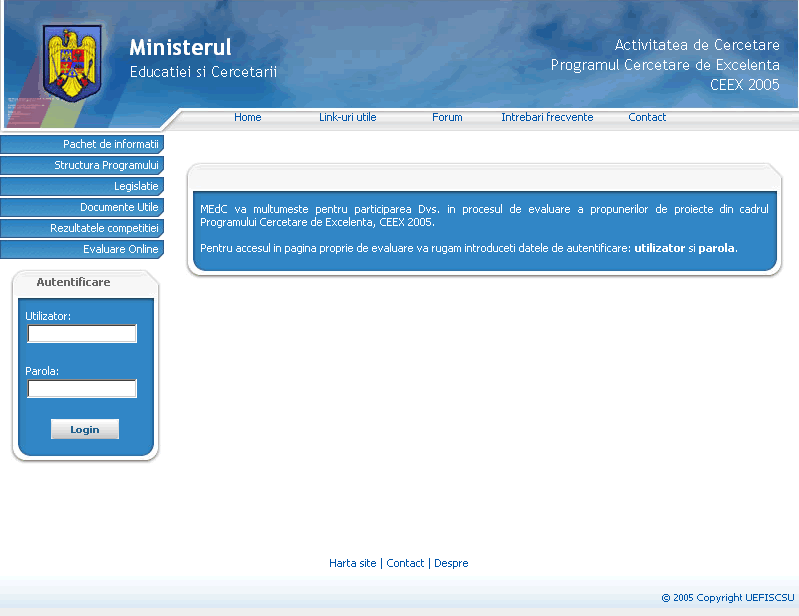 Ministerul
Educatiei si Cercetarii
Activitatea de Cercetare
Programul Cercetare de Excelenta
CEEX 2005
Home Link-uri utile Forum Intrebari frecvente Contact
Pachet de informatii
Structura Programului
Legislatie
Documente Utile
Rezultatele competitiei
Evaluare Online
MEdC va multumeste pentru participarea Dvs. in procesul de evaluare a propunerilor de proiecte din cadrul
Programului Cercetare de Excelenta, CEEX 2005.
Pentru accesul in pagina proprie de evaluare va rugam introduceti datele de autentificare: utilizator si parola.
Autentificare
Utilizator:
Parola:
Login
Harta site | Contact | Despre
© 2005 Copyright UEFISCSU